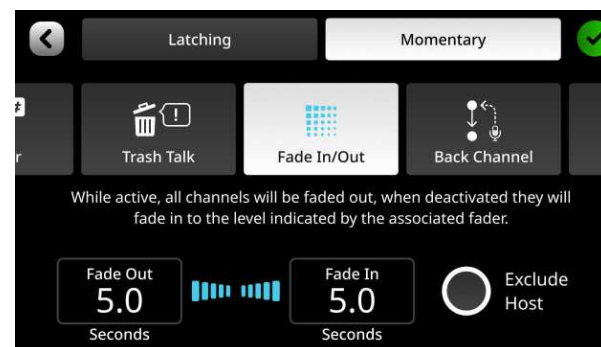 Latching
Momentary
r
Trash Talk
Fade In/Out
Back Channel
While active, all channels will be faded out, when deactivated they will
fade in to the level indicated by the associated fader.
Fade Out
5.0
Seconds
Fade In
5.0
Seconds
Exclude
Host